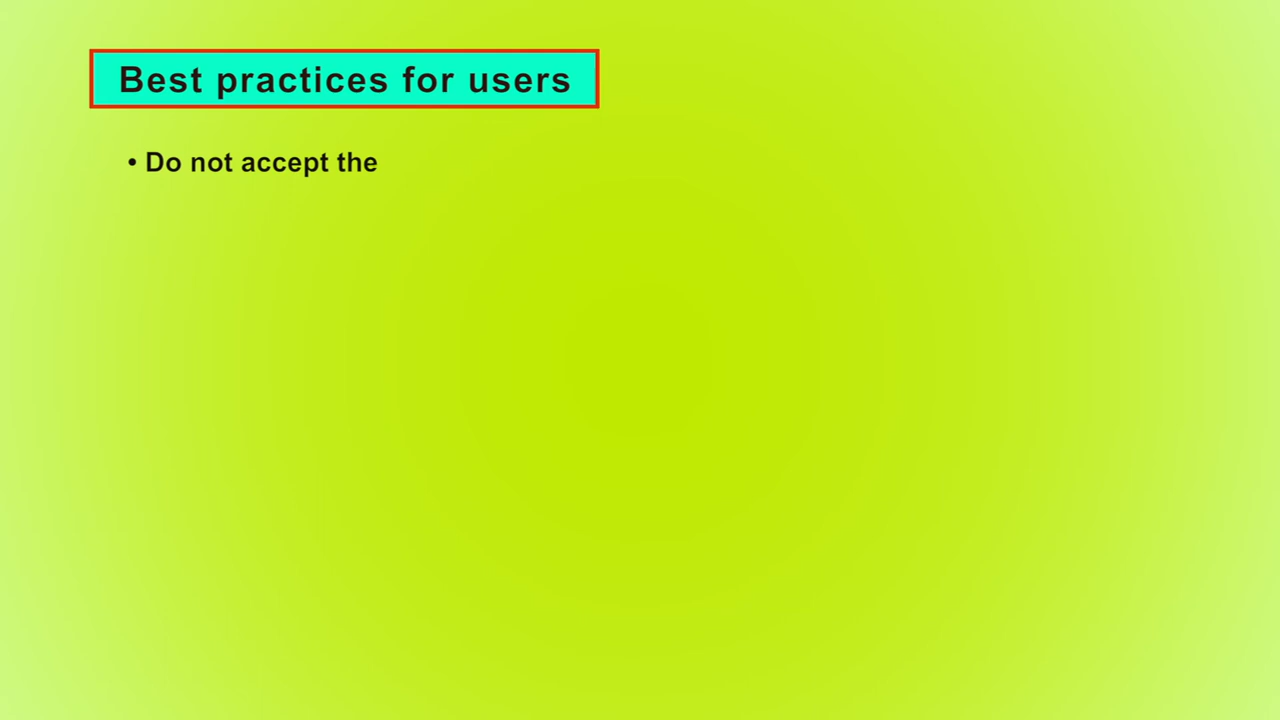 Best practices for users
• Do not accept the